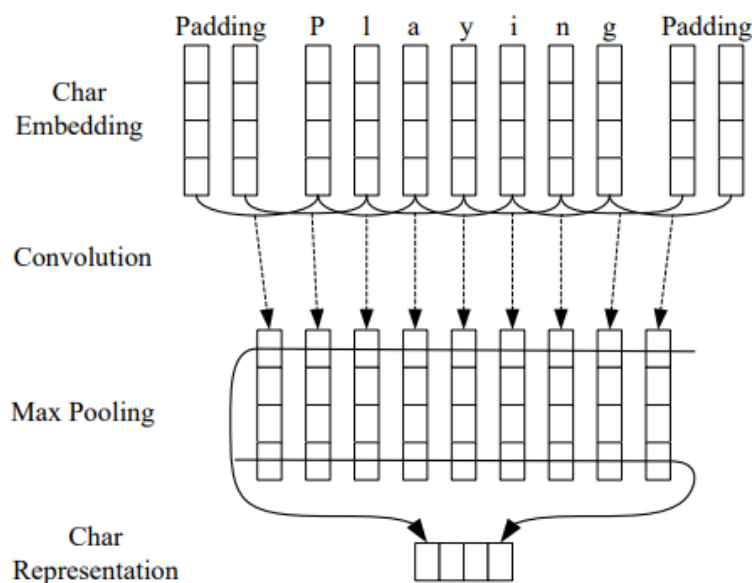 Padding P l a y i n g Padding
Char
Embedding
Convolution
Max Pooling
Char
Representation